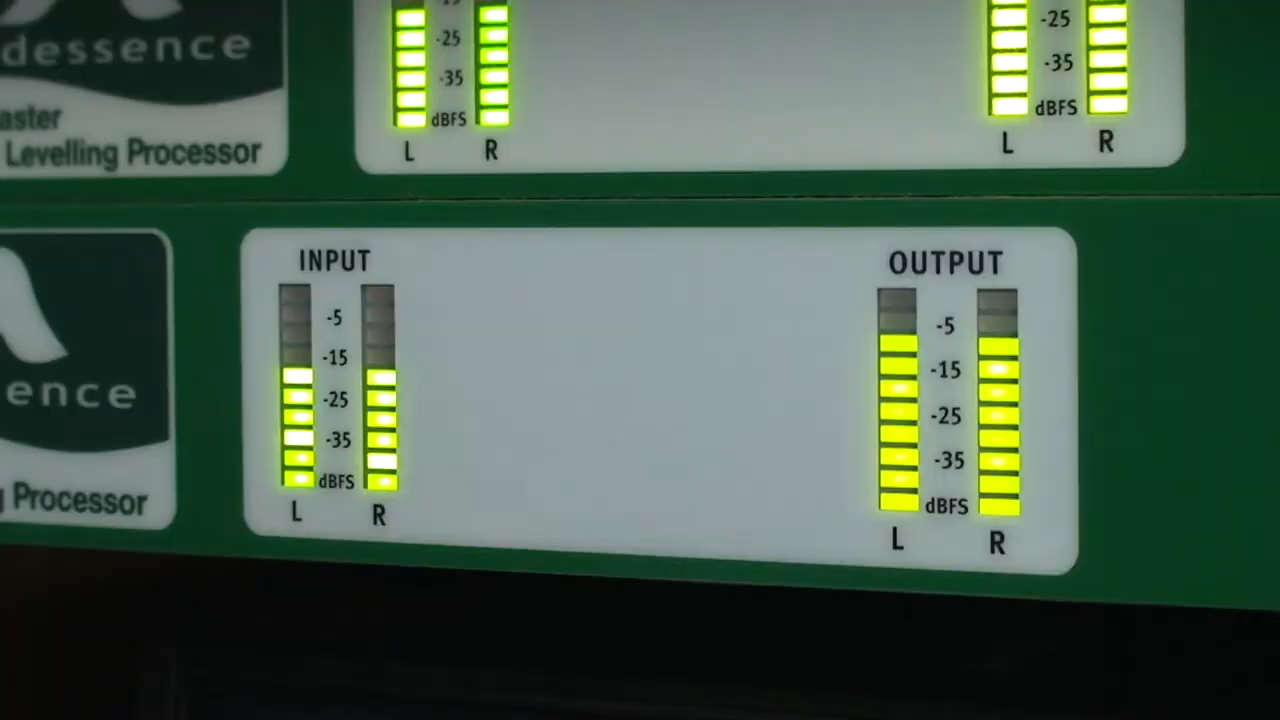 dessence
aster
Levelling Processor
-25
-35
dBFS
L R
-25
-35
dBFS
L R
ence
Processor
INPUT
-5
-15
-25
-35
dBFS
L R
OUTPUT
-5
-15
-25
-35
dBFS
L R